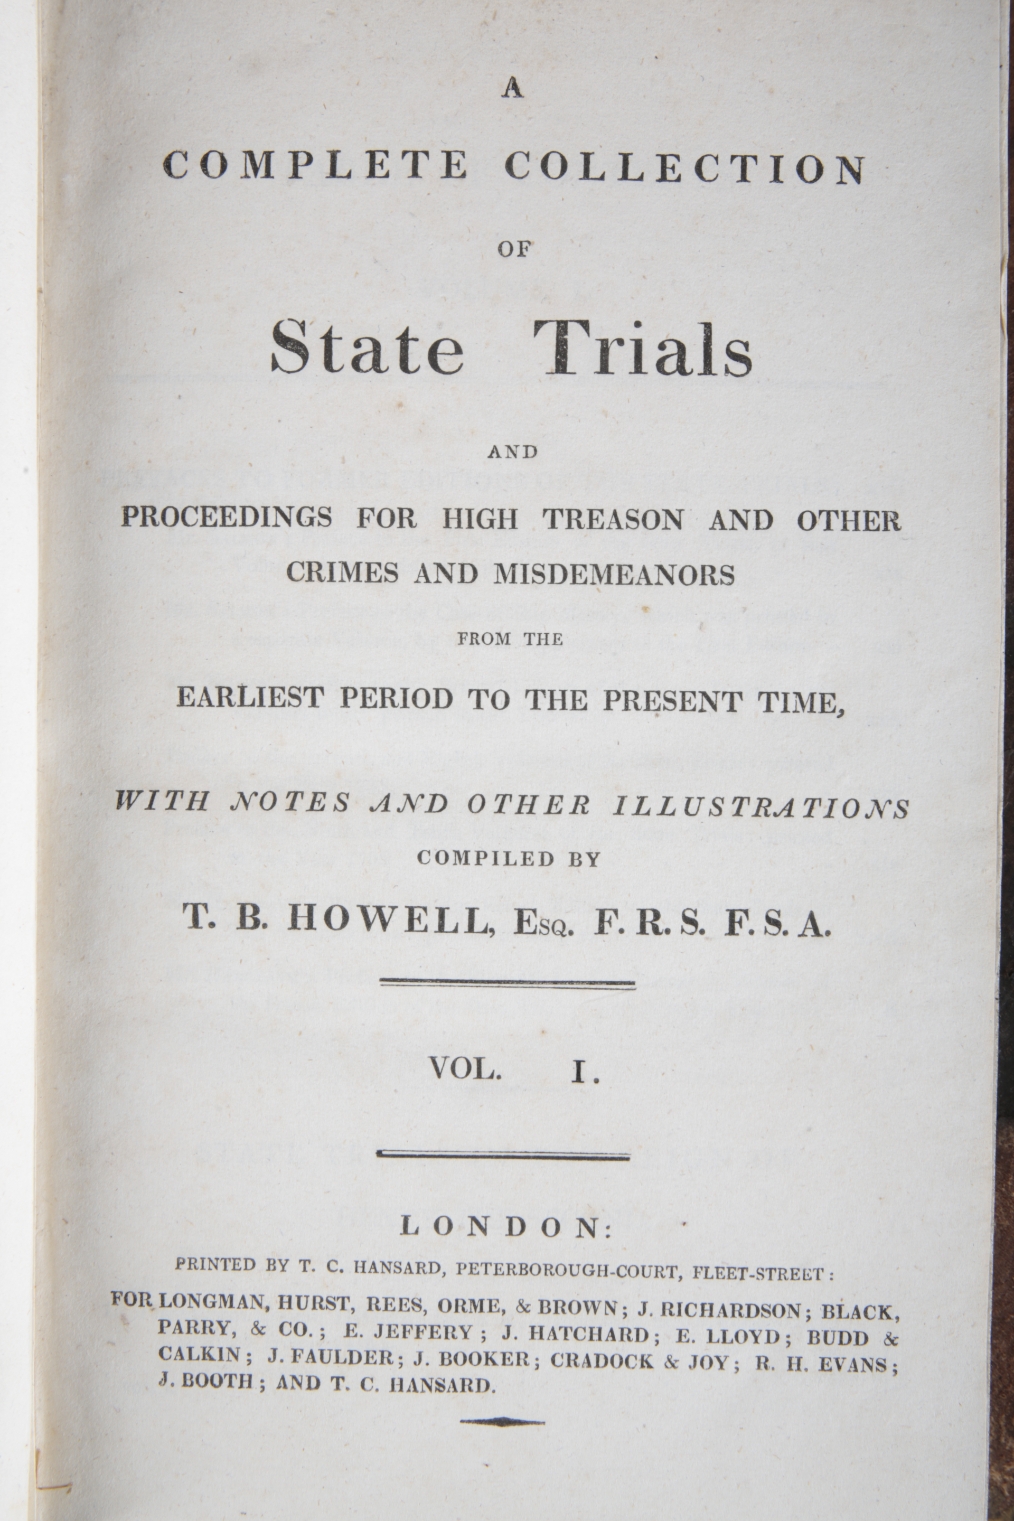 A
COMPLETE COLLECTION
OF
State Trials
AND
PROCEEDINGS FOR HIGH TREASON AND OTHER
CRIMES AND MISDEMEANORS
FROM THE
EARLIEST PERIOD TO THE PRESENT TIME,
WITH NOTES AND OTHER ILLUSTRATIONS
COMPILED BY
T. B. HOWELL, Esq. F. R. S. F. S. A.
VOL. I.
LONDON:
PRINTED BY T. C. HANSARD, PETERBOROUGH-COURT, FLEET-STREET:
FOR LONGMAN, HURST, REES, ORME, & BROWN; J. RICHARDSON; BLACK,
PARRY, & CO.; E. JEFFERY; J. HATCHARD; E. LLOYD; BUDD &
CALKIN; J. FAULDER; J. BOOKER; CRADOCK & JOY; R. H. EVANS;
J. BOOTH; AND T. C. HANSARD.